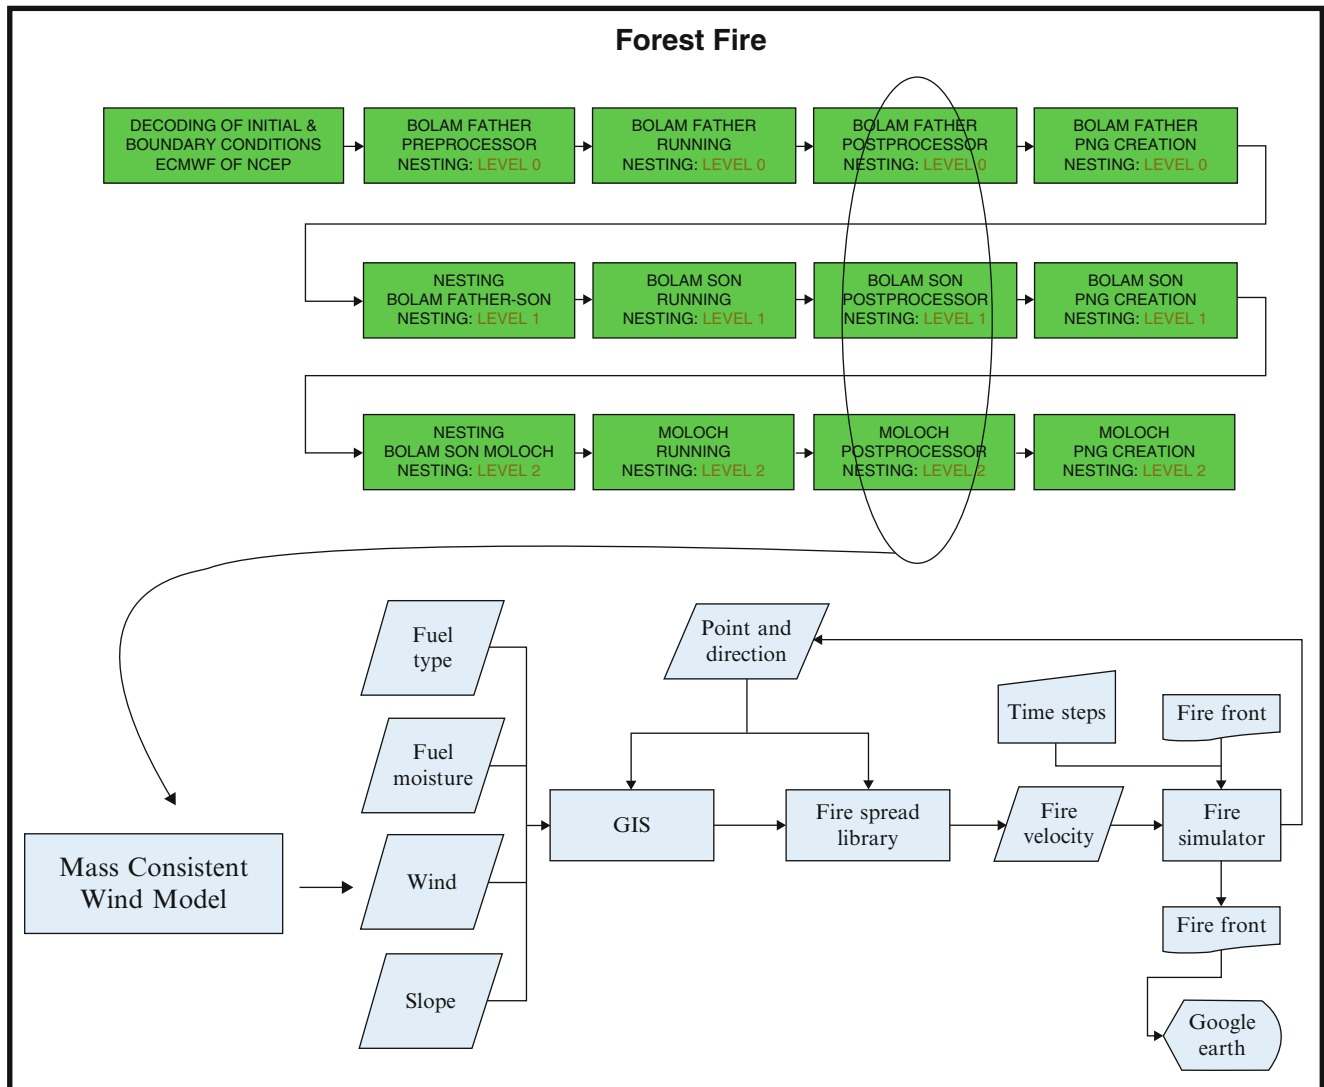 Forest Fire
DECODING OF INITIAL &
BOUNDARY CONDITIONS
ECMWF OF NCEP
BOLAM FATHER
PREPROCESSOR
NESTING: LEVEL 0
BOLAM FATHER
RUNNING
NESTING: LEVEL 0
BOLAM FATHER
POSTPROCESSOR
NESTING: LEVEL 0
BOLAM FATHER
PNG CREATION
NESTING: LEVEL 0
NESTING
BOLAM FATHER-SON
NESTING: LEVEL 1
BOLAM SON
RUNNING
NESTING: LEVEL 1
BOLAM SON
POSTPROCESSOR
NESTING: LEVEL 1
BOLAM SON
PNG CREATION
NESTING: LEVEL 1
NESTING
BOLAM SON MOLOCH
NESTING: LEVEL 2
MOLOCH
RUNNING
NESTING: LEVEL 2
MOLOCH
POSTPROCESSOR
NESTING: LEVEL 2
MOLOCH
PNG CREATION
NESTING: LEVEL 2
Fuel
type
Point and
direction
Time steps
Fire front
Fuel
moisture
GIS
Fire spread
library
Fire
velocity
Fire
simulator
Mass Consistent
Wind Model
Wind
Fire front
Slope
Google
earth